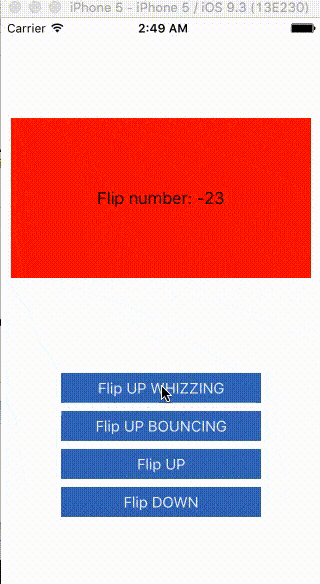 iPhone 5 - iPhone 5 / iOS 9.3 (13E230)
Carrier 2:49 AM
Flip number: -23
Flip UP WHIZZING
Flip UP BOUNCING
Flip UP
Flip DOWN